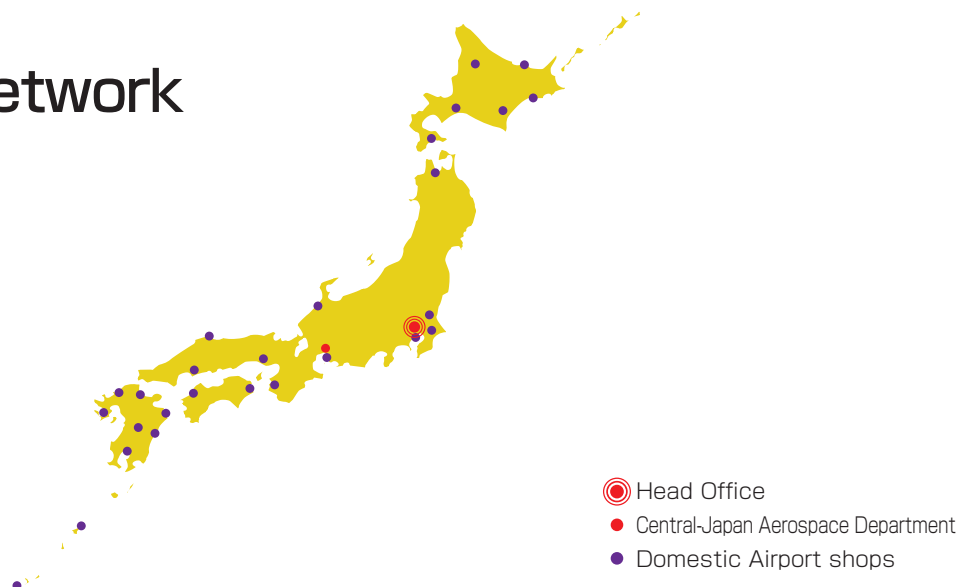 etwork
Head Office
Central-Japan Aerospace Department
Domestic Airport shops